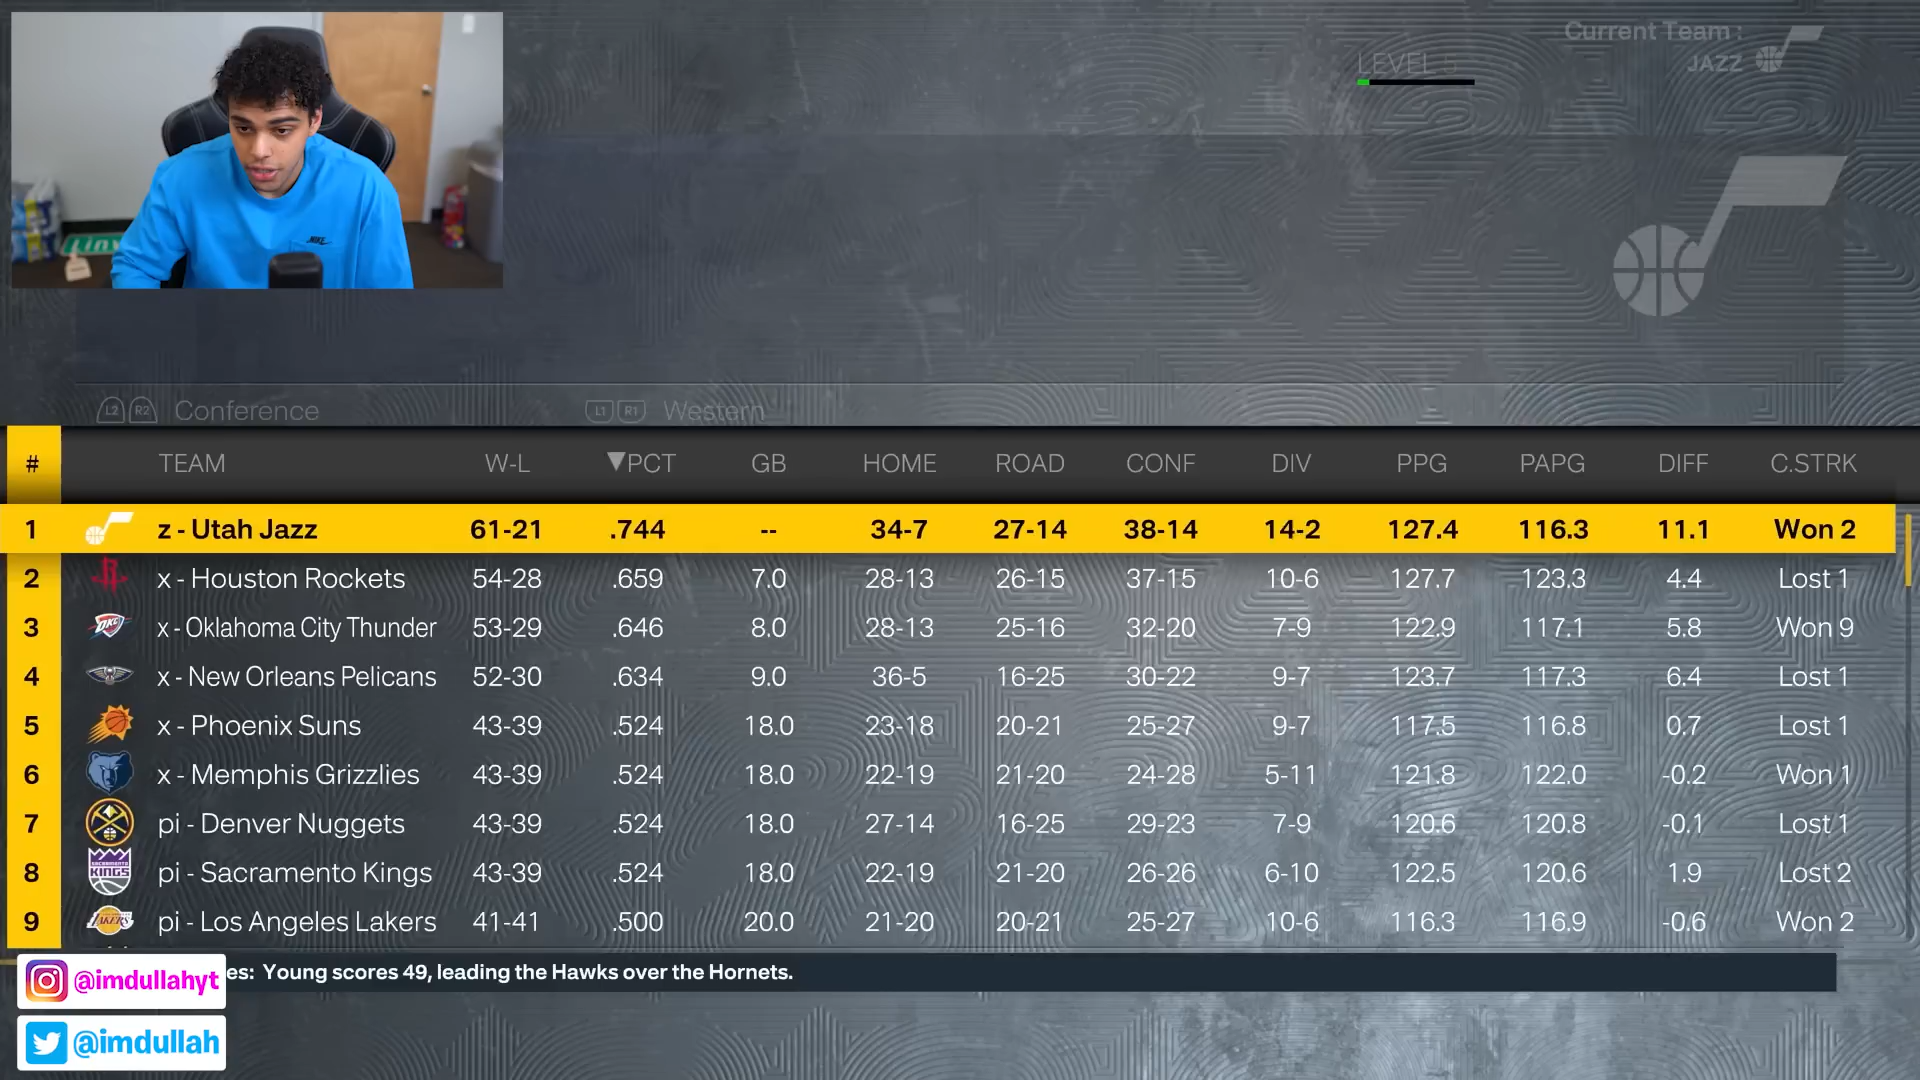 Current Team :
JAZZ
LEVEL 5
NIKE
L2 R2 Conference L1 R1 Western
# TEAM W-L ▼PCT GB HOME ROAD CONF DIV PPG PAPG DIFF C.STRK
1 z - Utah Jazz 61-21 .744 -- 34-7 27-14 38-14 14-2 127.4 116.3 11.1 Won 2
2 x - Houston Rockets 54-28 .659 7.0 28-13 26-15 37-15 10-6 127.7 123.3 4.4 Lost 1
3 OKC x - Oklahoma City Thunder 53-29 .646 8.0 28-13 25-16 32-20 7-9 122.9 117.1 5.8 Won 9
4 x - New Orleans Pelicans 52-30 .634 9.0 36-5 16-25 30-22 9-7 123.7 117.3 6.4 Lost 1
5 x - Phoenix Suns 43-39 .524 18.0 23-18 20-21 25-27 9-7 117.5 116.8 0.7 Lost 1
6 x - Memphis Grizzlies 43-39 .524 18.0 22-19 21-20 24-28 5-11 121.8 122.0 -0.2 Won 1
7 pi - Denver Nuggets 43-39 .524 18.0 27-14 16-25 29-23 7-9 120.6 120.8 -0.1 Lost 1
8 SACRAMENTO KINGS pi - Sacramento Kings 43-39 .524 18.0 22-19 21-20 26-26 6-10 122.5 120.6 1.9 Lost 2
9 LAKERS pi - Los Angeles Lakers 41-41 .500 20.0 21-20 20-21 25-27 10-6 116.3 116.9 -0.6 Won 2
@imdullahyt es: Young scores 49, leading the Hawks over the Hornets.
@imdullah